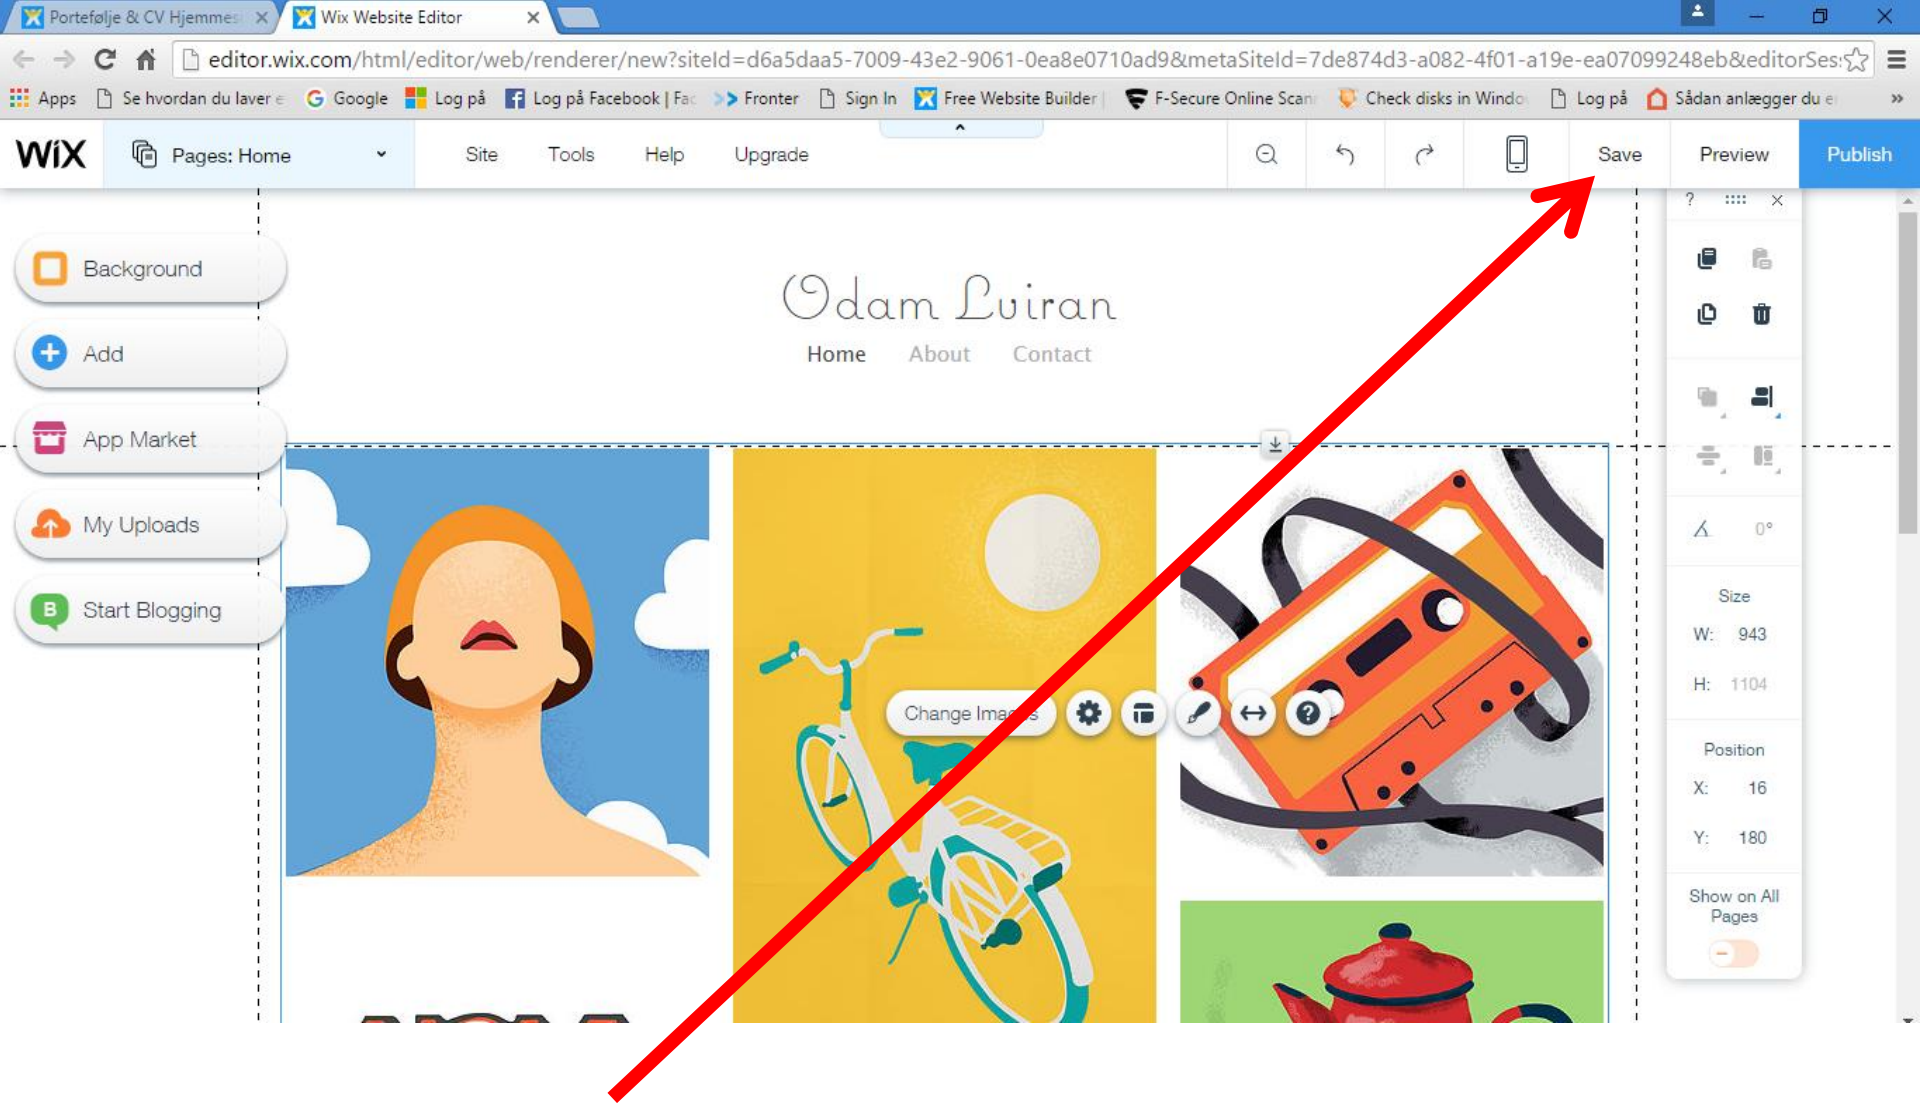 Portefølje & CV Hjemmes
Wix Website Editor
editor.wix.com/html/editor/web/renderer/new?siteId=d6a5daa5-7009-43e2-9061-0ea8e0710ad9&metaSiteId=7de874d3-a082-4f01-a19e-ea07099248eb&editorSes
Apps Se hvordan du laver e Google Log på Log på Facebook | Fac Fronter Sign In Free Website Builder | F-Secure Online Scan Check disks in Windo Log på Sådan anlægger du e »
WiX Pages: Home Site Tools Help Upgrade Save Preview Publish
? 
Background
Odam Lviran
Add
Home About Contact
App Market
My Uploads
0°
Start Blogging
Size
W: 943
H: 1104
Change Images
Position
X: 16
Y: 180
Show on All
Pages